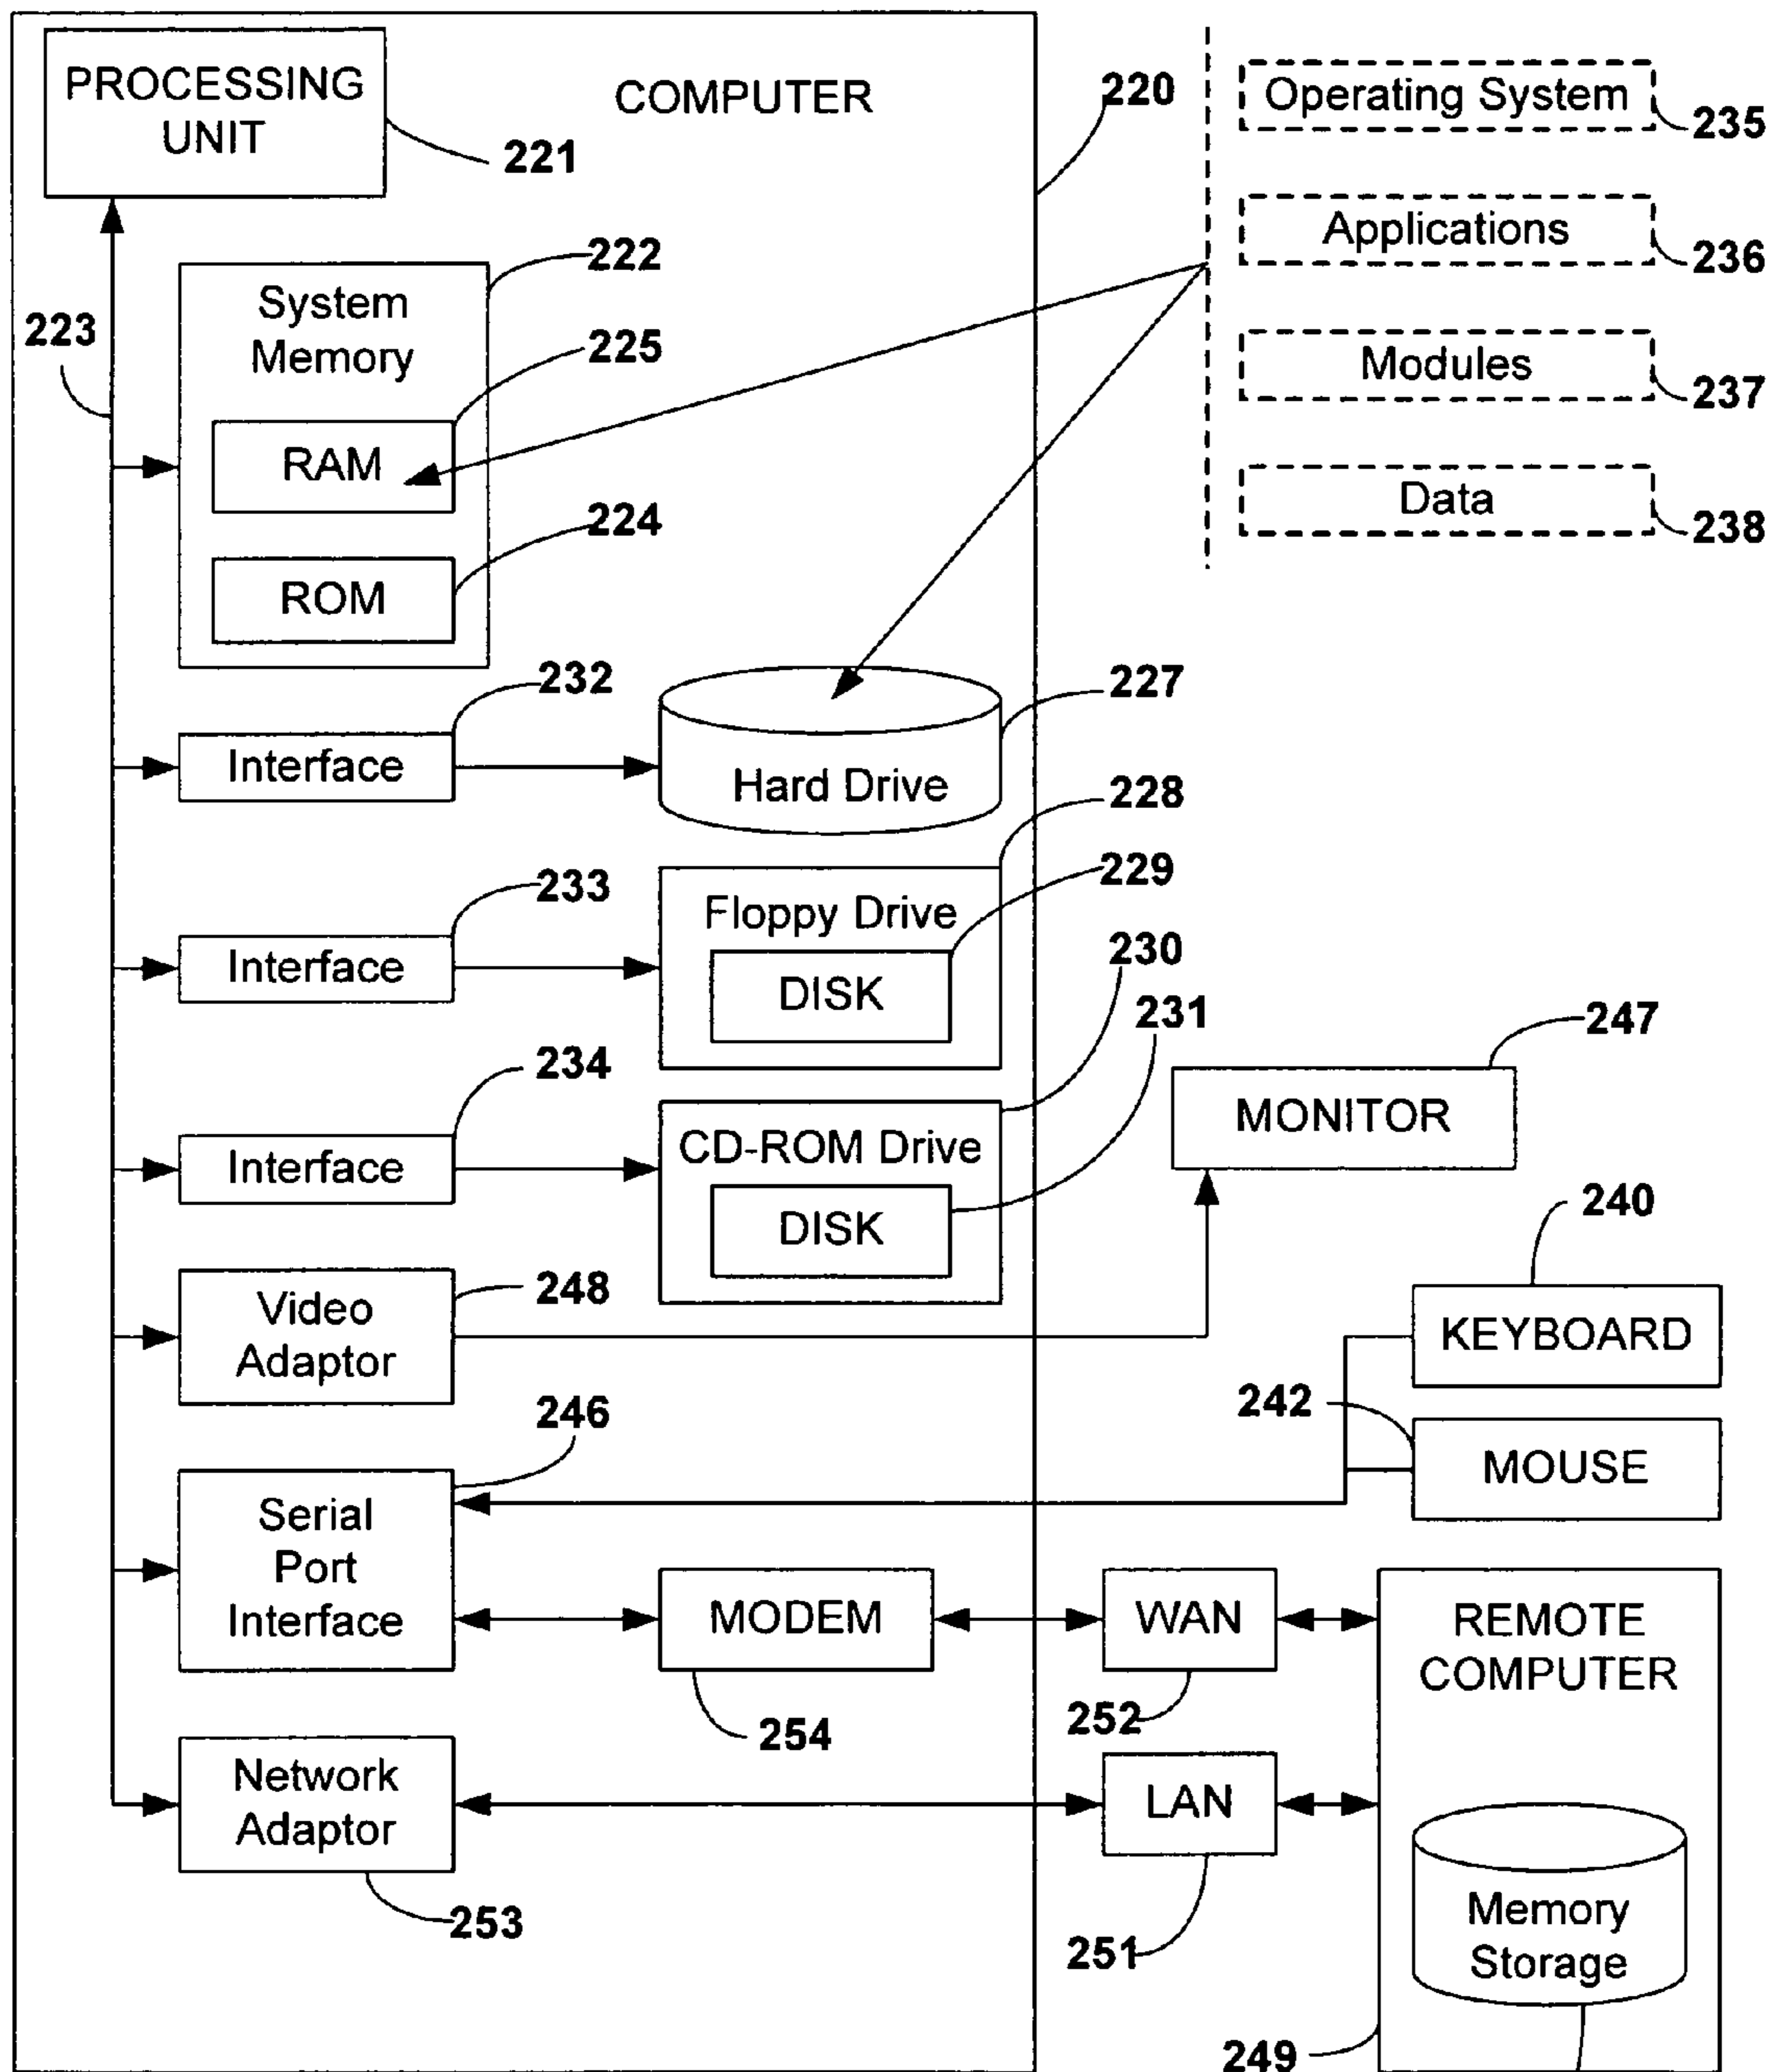 PROCESSING
UNIT
COMPUTER
220
221
Operating System
235
Applications
236
Modules
237
Data
238
222
System
Memory
223
225
RAM
224
ROM
232
Interface
227
Hard Drive
228
233
Interface
Floppy Drive
229
DISK
230
234
Interface
CD-ROM Drive
231
DISK
247
MONITOR
240
KEYBOARD
248
Video
Adaptor
242
MOUSE
246
Serial
Port
Interface
MODEM
254
WAN
252
REMOTE
COMPUTER
Network
Adaptor
253
LAN
251
Memory
Storage
249